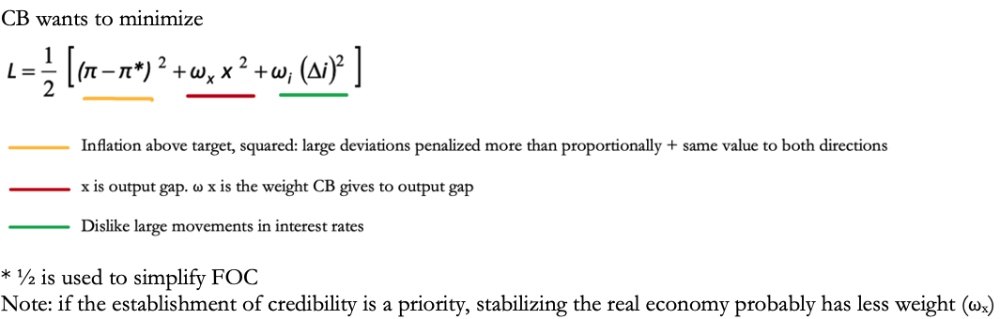 CB wants to minimize
L = 1/2 [(π – π*)² + ωₓ x² + ωᵢ (Δi)²]
Inflation above target, squared: large deviations penalized more than proportionally + same value to both directions
x is output gap. ω x is the weight CB gives to output gap
Dislike large movements in interest rates
* ½ is used to simplify FOC
Note: if the establishment of credibility is a priority, stabilizing the real economy probably has less weight (ωₓ)